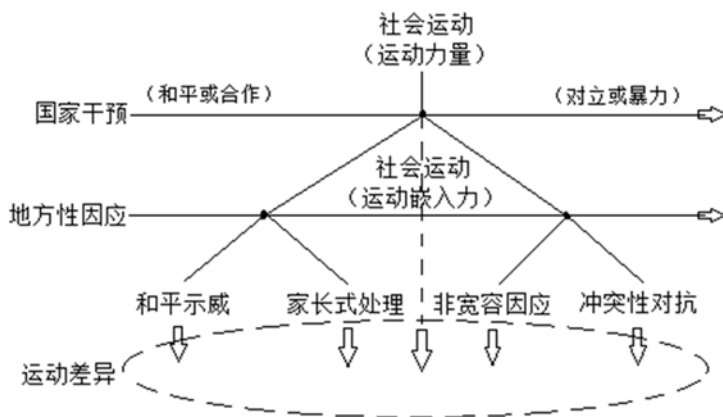 社会运动
(运动力量)
国家干预
(和平或合作)
(对立或暴力)
社会运动
(运动嵌入力)
地方性因应
和平示威
家长式处理
非宽容因应
冲突性对抗
运动差异